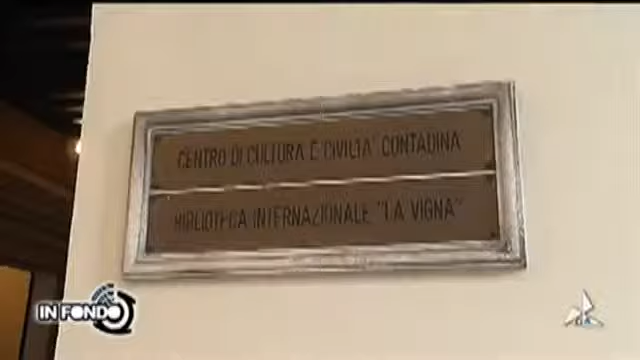 CENTRO DI CULTURA E CIVILTA' CONTADINA
BIBLIOTECA INTERNAZIONALE "LA VIGNA"
IN FONDO